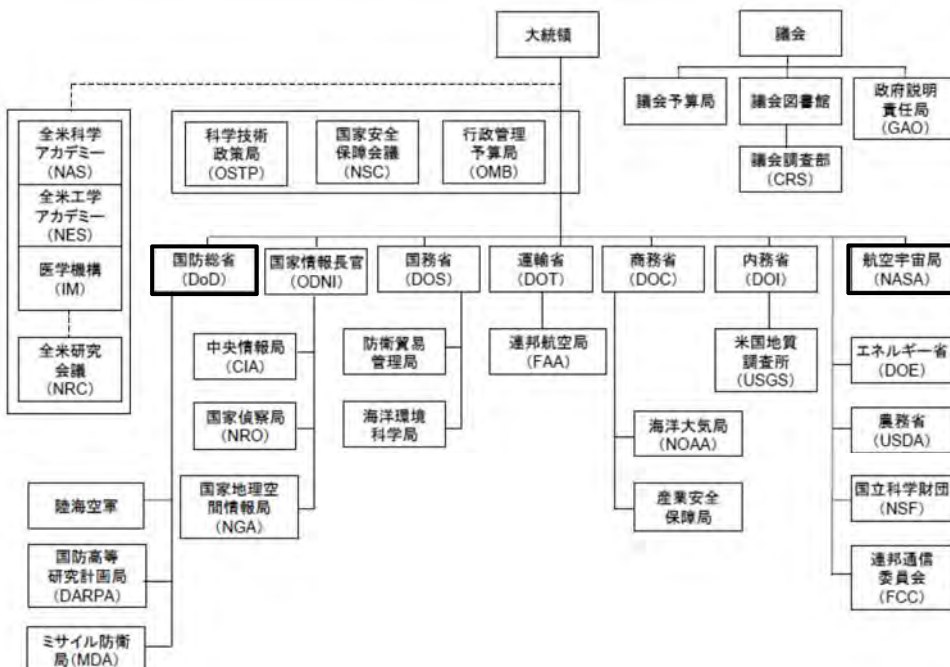 大統領
議会
議会予算局
議会図書館
政府説明
責任局
(GAO)
議会調査部
(CRS)
全米科学
アカデミー
(NAS)
全米工学
アカデミー
(NES)
医学機構
(IM)
全米研究
会議
(NRC)
科学技術
政策局
(OSTP)
国家安全
保障会議
(NSC)
行政管理
予算局
(OMB)
国防総省
(DoD)
国家情報長官
(ODNI)
国務省
(DOS)
運輸省
(DOT)
商務省
(DOC)
内務省
(DOI)
航空宇宙局
(NASA)
中央情報局
(CIA)
国家偵察局
(NRO)
国家地理空
間情報局
(NGA)
防衛貿易
管理局
海洋環境
科学局
連邦航空局
(FAA)
海洋大気局
(NOAA)
産業安全
保障局
米国地質
調査所
(USGS)
エネルギー省
(DOE)
農務省
(USDA)
国立科学財団
(NSF)
連邦通信
委員会
(FCC)
陸海空軍
国防高等
研究計画局
(DARPA)
ミサイル防衛
局(MDA)